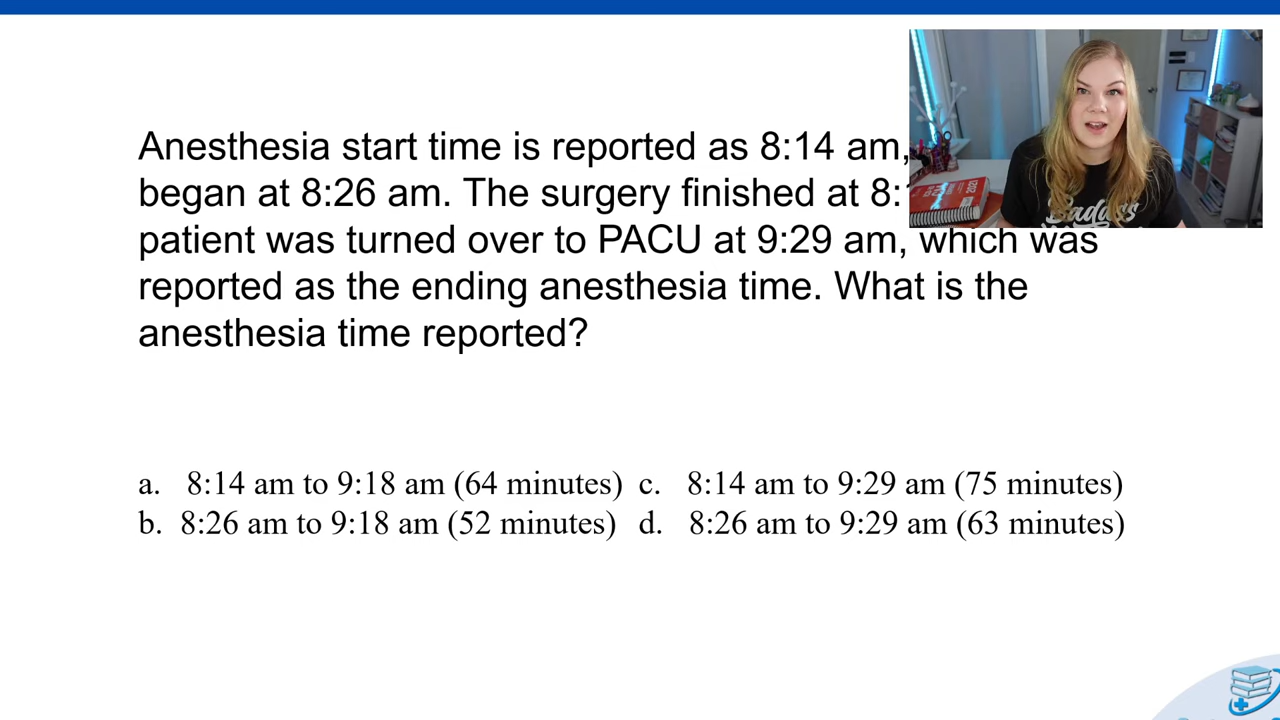 Anesthesia start time is reported as 8:14 am,
began at 8:26 am. The surgery finished at
patient was turned over to PACU at 9:29 am, which was
reported as the ending anesthesia time. What is the
anesthesia time reported?
a. 8:14 am to 9:18 am (64 minutes) c. 8:14 am to 9:29 am (75 minutes)
b. 8:26 am to 9:18 am (52 minutes) d. 8:26 am to 9:29 am (63 minutes)
Badass